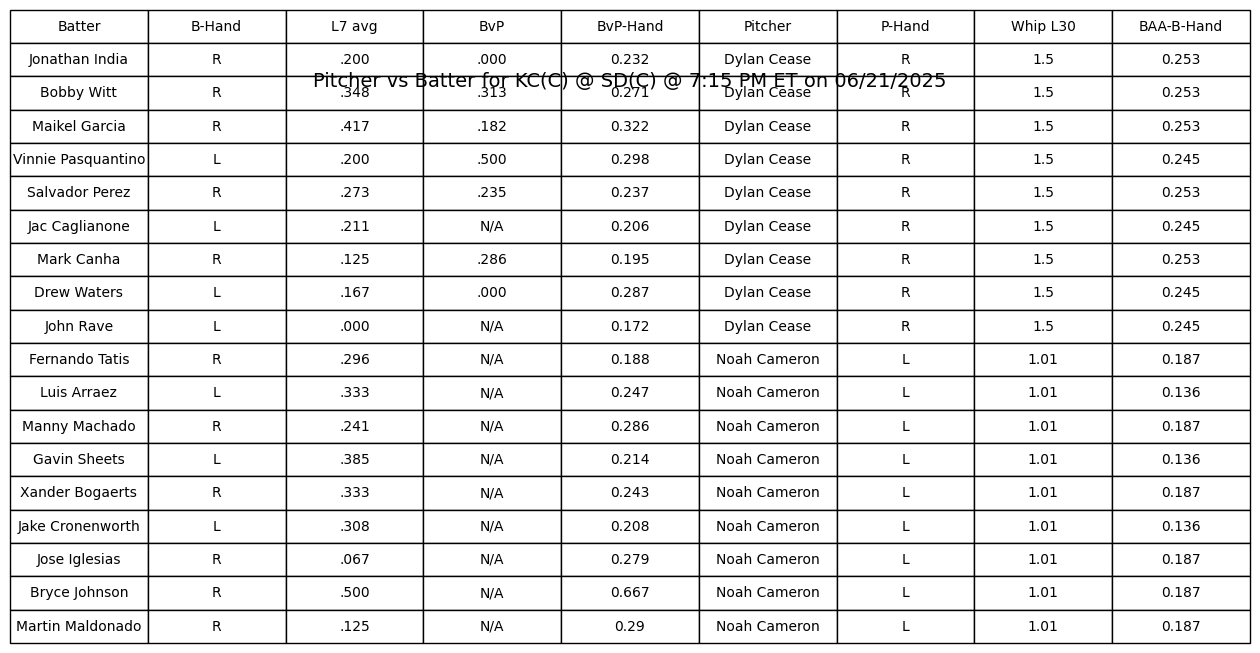 Batter B-Hand L7 avg BvP BvP-Hand Pitcher P-Hand Whip L30 BAA-B-Hand
Jonathan India R .200 .000 0.232 Dylan Cease R 1.5 0.253
Pitcher vs Batter for KC(C) @ SD(C) @ 7:15 PM ET on 06/21/2025
Bobby Witt R .348 .313 0.271 Dylan Cease R 1.5 0.253
Maikel Garcia R .417 .182 0.322 Dylan Cease R 1.5 0.253
Vinnie Pasquantino L .200 .500 0.298 Dylan Cease R 1.5 0.245
Salvador Perez R .273 .235 0.237 Dylan Cease R 1.5 0.253
Jac Caglianone L .211 N/A 0.206 Dylan Cease R 1.5 0.245
Mark Canha R .125 .286 0.195 Dylan Cease R 1.5 0.253
Drew Waters L .167 .000 0.287 Dylan Cease R 1.5 0.245
John Rave L .000 N/A 0.172 Dylan Cease R 1.5 0.245
Fernando Tatis R .296 N/A 0.188 Noah Cameron L 1.01 0.187
Luis Arraez L .333 N/A 0.247 Noah Cameron L 1.01 0.136
Manny Machado R .241 N/A 0.286 Noah Cameron L 1.01 0.187
Gavin Sheets L .385 N/A 0.214 Noah Cameron L 1.01 0.136
Xander Bogaerts R .333 N/A 0.243 Noah Cameron L 1.01 0.187
Jake Cronenworth L .308 N/A 0.208 Noah Cameron L 1.01 0.136
Jose Iglesias R .067 N/A 0.279 Noah Cameron L 1.01 0.187
Bryce Johnson R .500 N/A 0.667 Noah Cameron L 1.01 0.187
Martin Maldonado R .125 N/A 0.29 Noah Cameron L 1.01 0.187